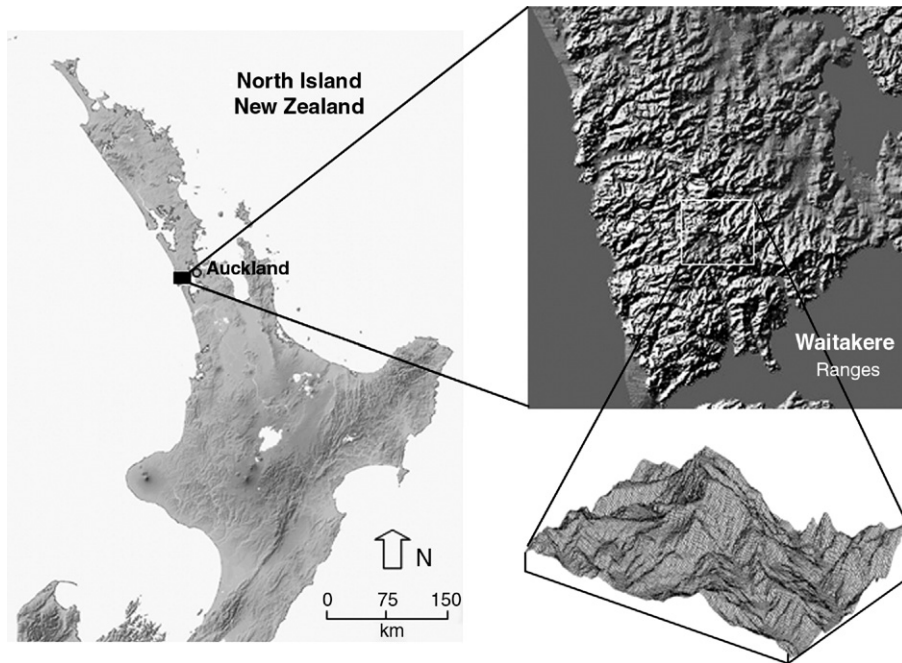 North Island
New Zealand
Auckland
Waitakere
Ranges
N
0 75 150
km